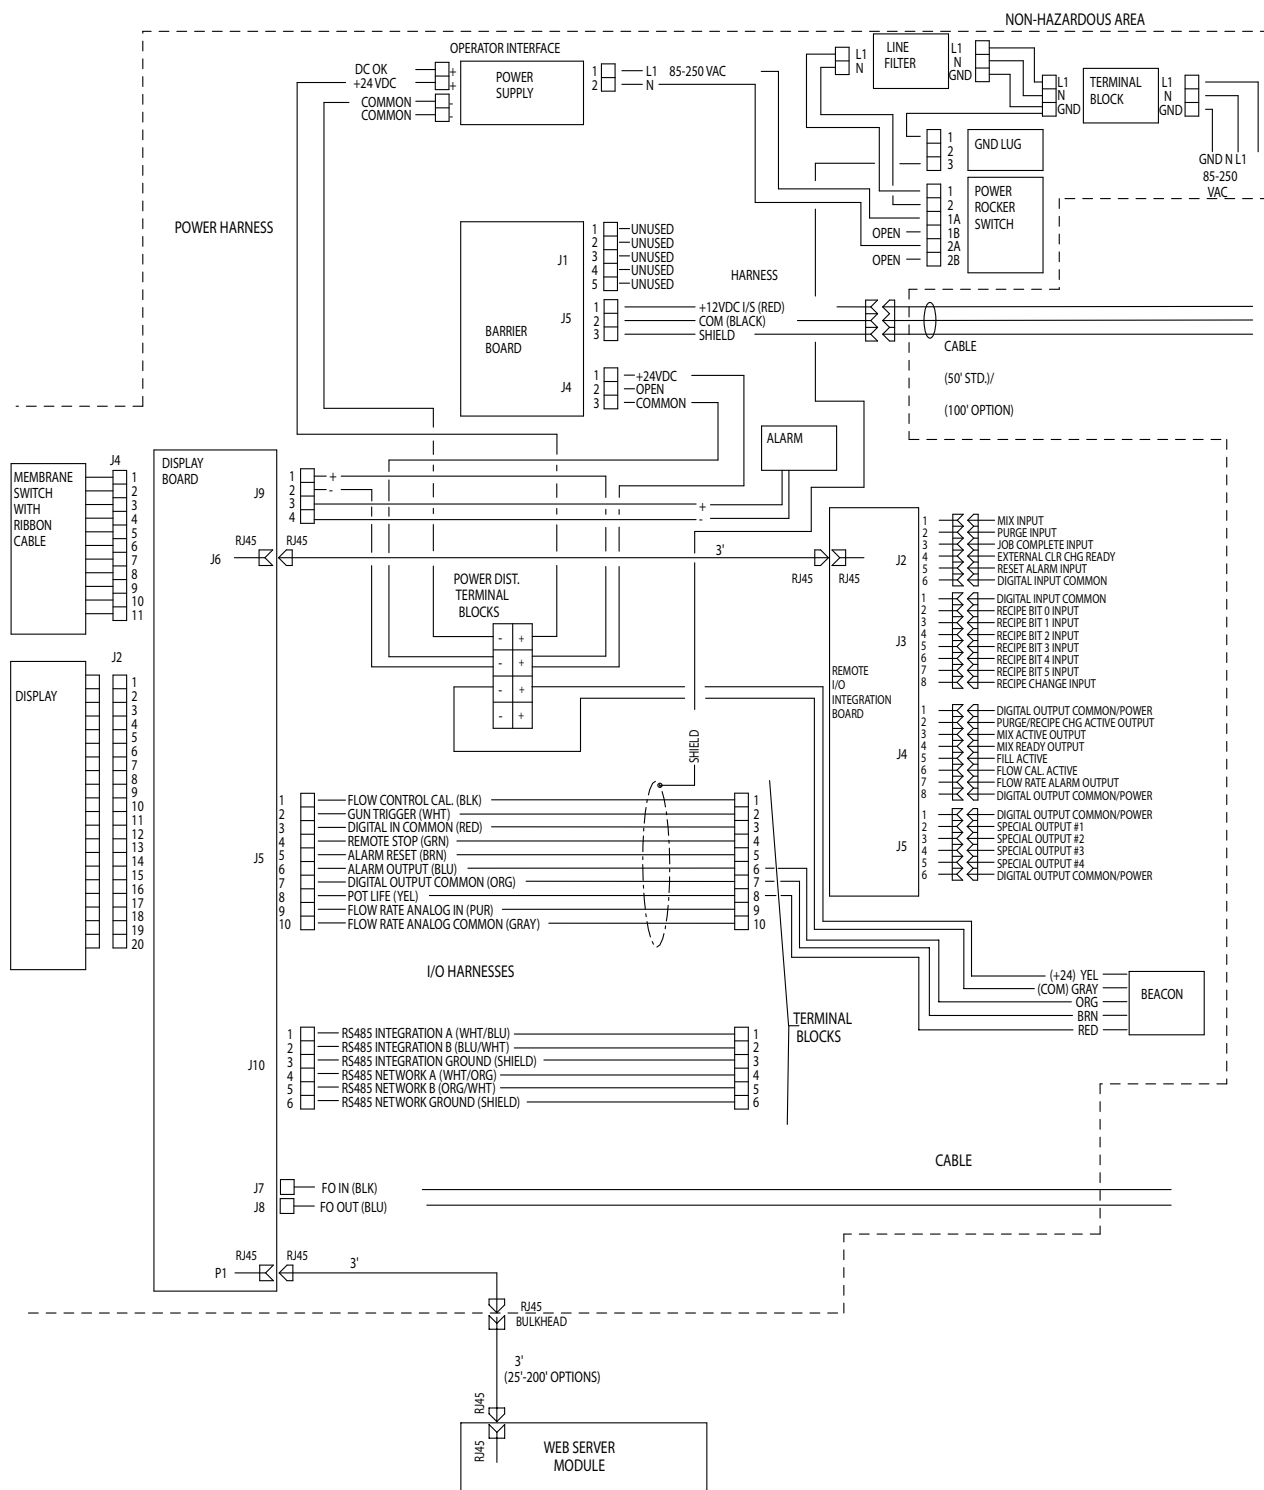 NON-HAZARDOUS AREA
OPERATOR INTERFACE
DC OK
+24 VDC
COMMON
COMMON
+
+
-
-
POWER
SUPPLY
1
2
L1
N
85-250 VAC
L1
N
LINE
FILTER
L1
N
GND
L1
N
GND
TERMINAL
BLOCK
L1
N
GND
GND N L1
85-250
VAC
1
2
3
GND LUG
1
2
1A
1B
2A
2B
OPEN
OPEN
POWER
ROCKER
SWITCH
POWER HARNESS
BARRIER
BOARD
J1
1 UNUSED
2 UNUSED
3 UNUSED
4 UNUSED
5 UNUSED
HARNESS
J5
1 +12VDC I/S (RED)
2 COM (BLACK)
3 SHIELD
CABLE
(50' STD.)/
(100' OPTION)
J4
1 +24VDC
2 OPEN
3 COMMON
ALARM
MEMBRANE
SWITCH
WITH
RIBBON
CABLE
J4
1
2
3
4
5
6
7
8
9
10
11
DISPLAY
BOARD
J9
1 +
2 -
3
4
+
-
J6
RJ45
RJ45
3'
RJ45
RJ45
POWER DIST.
TERMINAL
BLOCKS
- +
- +
- +
- +
DISPLAY
J2
1
2
3
4
5
6
7
8
9
10
11
12
13
14
15
16
17
18
19
20
REMOTE
I/O
INTEGRATION
BOARD
J2
1 MIX INPUT
2 PURGE INPUT
3 JOB COMPLETE INPUT
4 EXTERNAL CLR CHG READY
5 RESET ALARM INPUT
6 DIGITAL INPUT COMMON
J3
1 DIGITAL INPUT COMMON
2 RECIPE BIT 0 INPUT
3 RECIPE BIT 1 INPUT
4 RECIPE BIT 2 INPUT
5 RECIPE BIT 3 INPUT
6 RECIPE BIT 4 INPUT
7 RECIPE BIT 5 INPUT
8 RECIPE CHANGE INPUT
J4
1 DIGITAL OUTPUT COMMON/POWER
2 PURGE/RECIPE CHG ACTIVE OUTPUT
3 MIX ACTIVE OUTPUT
4 MIX READY OUTPUT
5 FILL ACTIVE
6 FLOW CAL. ACTIVE
7 FLOW RATE ALARM OUTPUT
8 DIGITAL OUTPUT COMMON/POWER
J5
1 DIGITAL OUTPUT COMMON/POWER
2 SPECIAL OUTPUT #1
3 SPECIAL OUTPUT #2
4 SPECIAL OUTPUT #3
5 SPECIAL OUTPUT #4
6 DIGITAL OUTPUT COMMON/POWER
SHIELD
J5
1 FLOW CONTROL CAL. (BLK) 1
2 GUN TRIGGER (WHT) 2
3 DIGITAL IN COMMON (RED) 3
4 REMOTE STOP (GRN) 4
5 ALARM RESET (BRN) 5
6 ALARM OUTPUT (BLU) 6
7 DIGITAL OUTPUT COMMON (ORG) 7
8 POT LIFE (YEL) 8
9 FLOW RATE ANALOG IN (PUR) 9
10 FLOW RATE ANALOG COMMON (GRAY) 10
I/O HARNESSES
(+24) YEL
(COM) GRAY
ORG
BRN
RED
BEACON
TERMINAL
BLOCKS
J10
1 RS485 INTEGRATION A (WHT/BLU) 1
2 RS485 INTEGRATION B (BLU/WHT) 2
3 RS485 INTEGRATION GROUND (SHIELD) 3
4 RS485 NETWORK A (WHT/ORG) 4
5 RS485 NETWORK B (ORG/WHT) 5
6 RS485 NETWORK GROUND (SHIELD) 6
CABLE
J7 FO IN (BLK)
J8 FO OUT (BLU)
P1
RJ45
RJ45
3'
RJ45
BULKHEAD
3'
(25'-200' OPTIONS)
RJ45
RJ45
WEB SERVER
MODULE